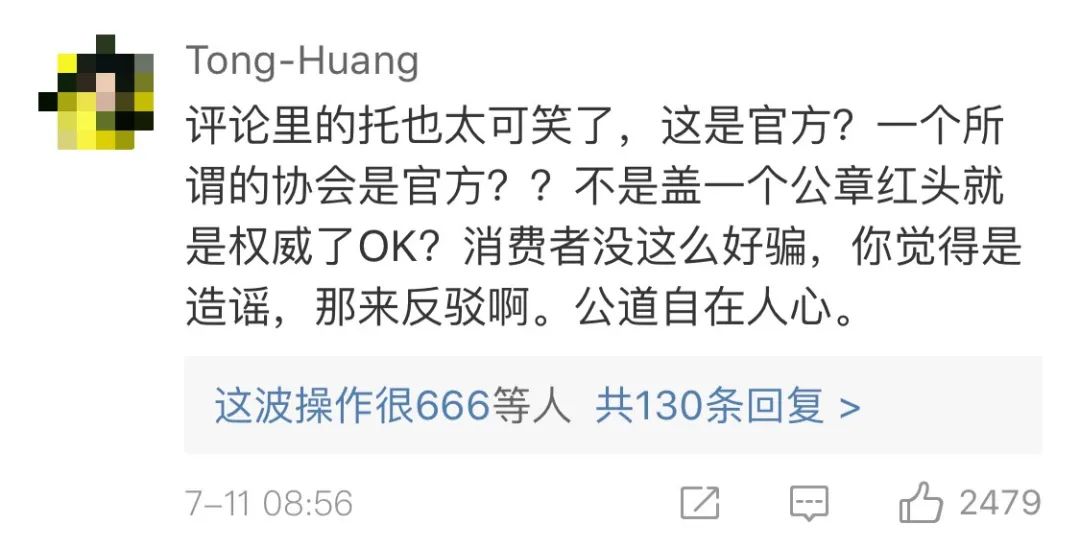 Tong-Huang
评论里的托也太可笑了，这是官方？一个所
谓的协会是官方？？不是盖一个公章红头就
是权威了OK？消费者没这么好骗，你觉得是
造谣，那来反驳啊。公道自在人心。
这波操作很666等人 共130条回复 >
7-11 08:56 2479